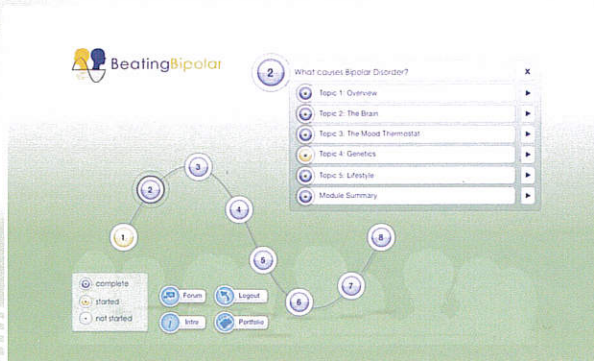 BeatingBipolar
2 What causes Bipolar Disorder? x
Topic 1: Overview
Topic 2: The Brain
Topic 3: The Mood Thermostat
Topic 4: Genetics
Topic 5: Lifestyle
Module Summary
1
2
3
4
5
6
7
8
complete
started
not started
Forum
Logout
Intro
Portfolio